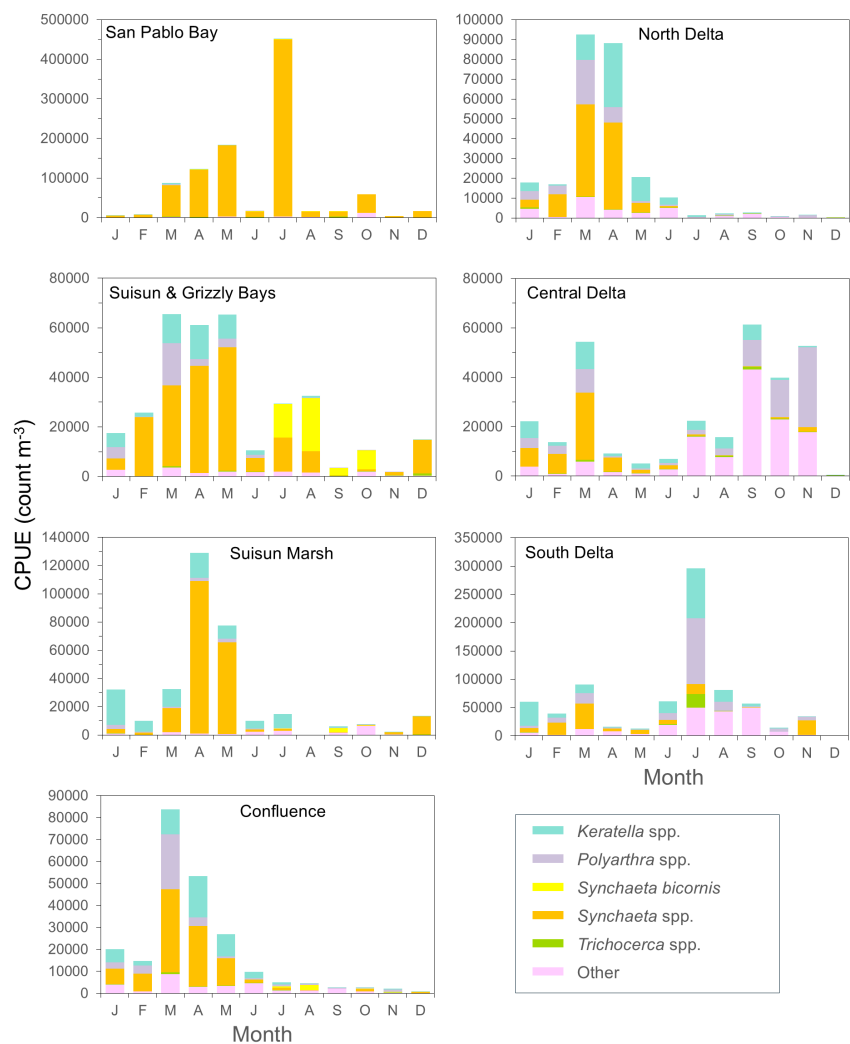 San Pablo Bay
500000
400000
300000
200000
100000
0
J F M A M J J A S O N D
North Delta
100000
90000
80000
70000
60000
50000
40000
30000
20000
10000
0
J F M A M J J A S O N D
Suisun & Grizzly Bays
80000
60000
40000
20000
0
J F M A M J J A S O N D
Central Delta
80000
60000
40000
20000
0
J F M A M J J A S O N D
CPUE (count m-3)
Suisun Marsh
140000
120000
100000
80000
60000
40000
20000
0
J F M A M J J A S O N D
South Delta
350000
300000
250000
200000
150000
100000
50000
0
J F M A M J J A S O N D
Month
Confluence
90000
80000
70000
60000
50000
40000
30000
20000
10000
0
J F M A M J J A S O N D
Month
Keratella spp.
Polyarthra spp.
Synchaeta bicornis
Synchaeta spp.
Trichocerca spp.
Other